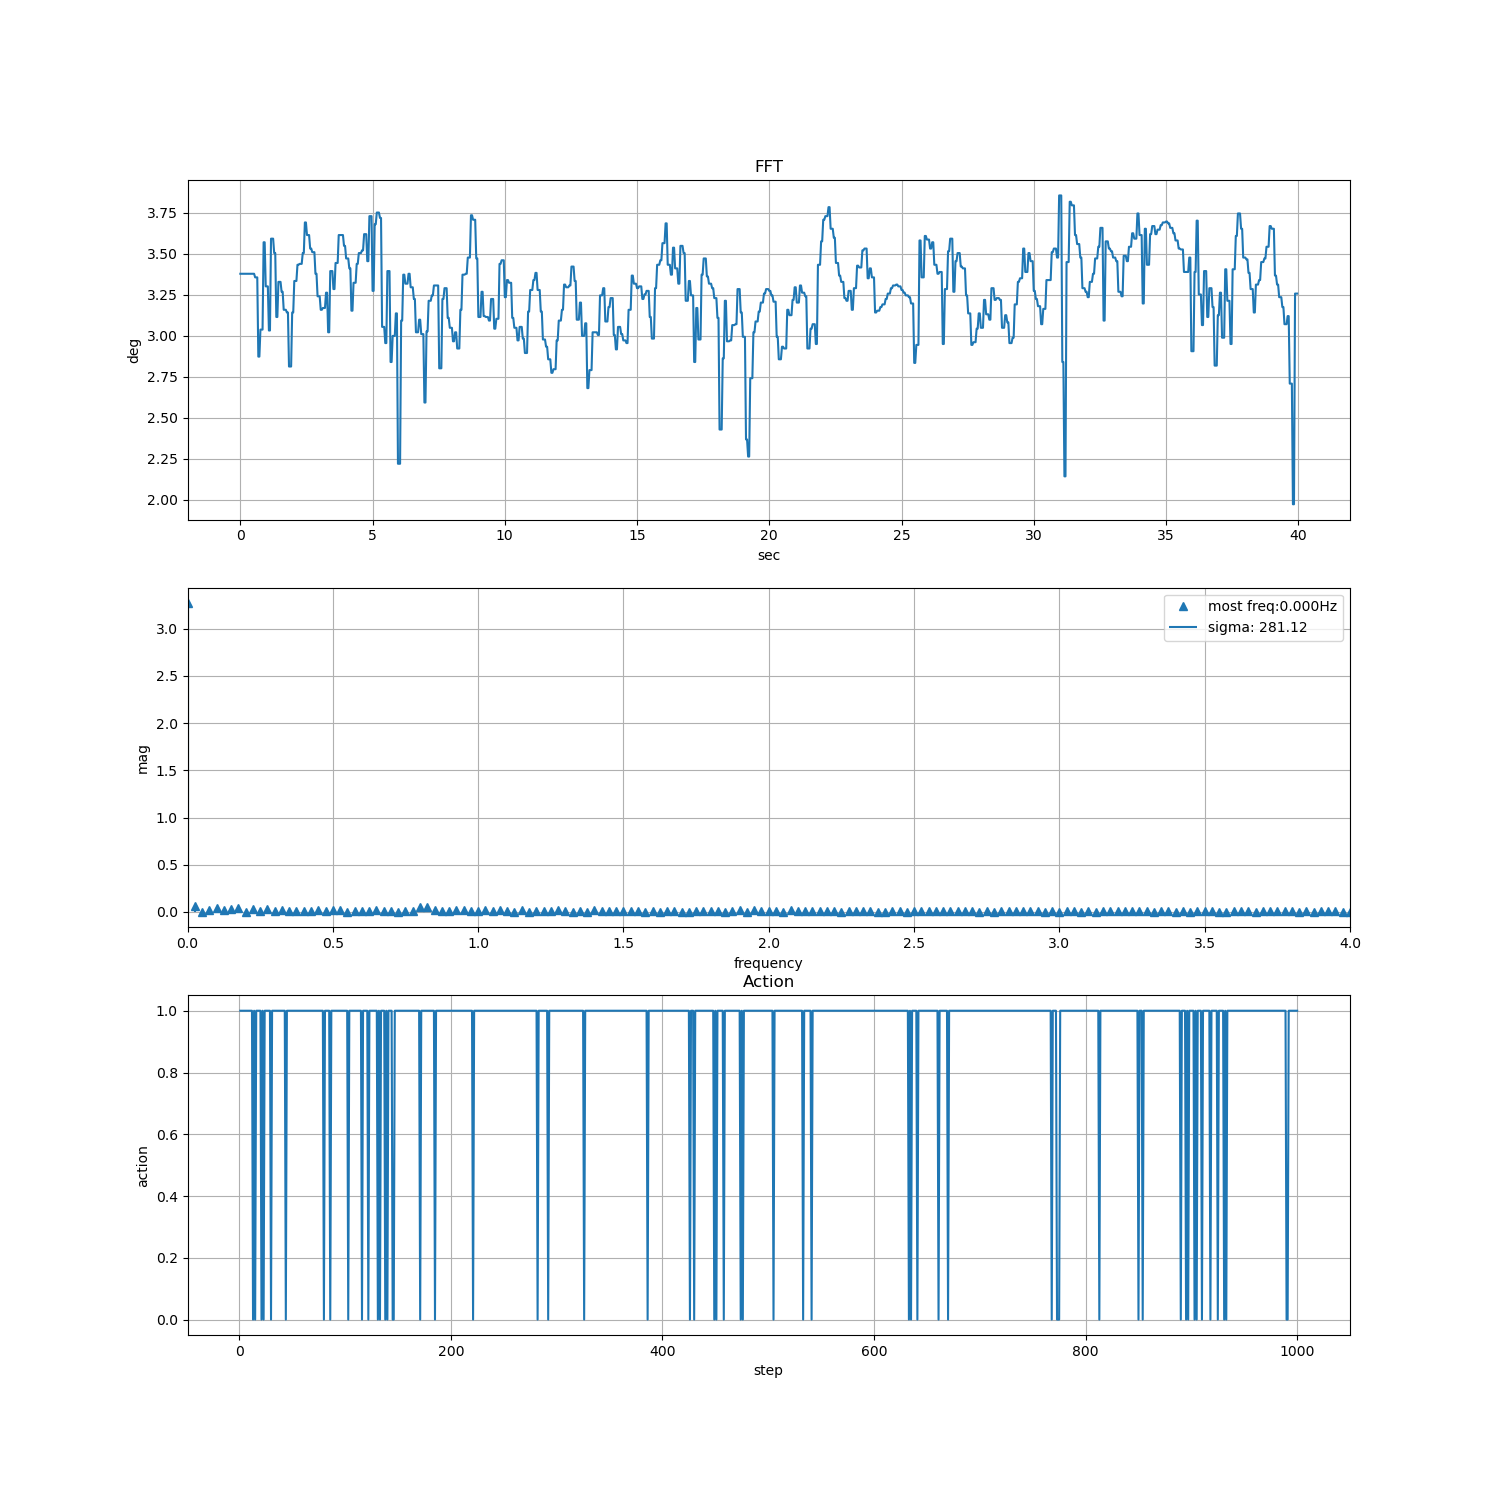 FFT
3.75
3.50
3.25
3.00
2.75
2.50
2.25
2.00
deg
0 5 10 15 20 25 30 35 40
sec
most freq:0.000Hz
sigma: 281.12
3.0
2.5
2.0
1.5
1.0
0.5
0.0
mag
0.0 0.5 1.0 1.5 2.0 2.5 3.0 3.5 4.0
frequency
Action
1.0
0.8
0.6
0.4
0.2
0.0
action
0 200 400 600 800 1000
step